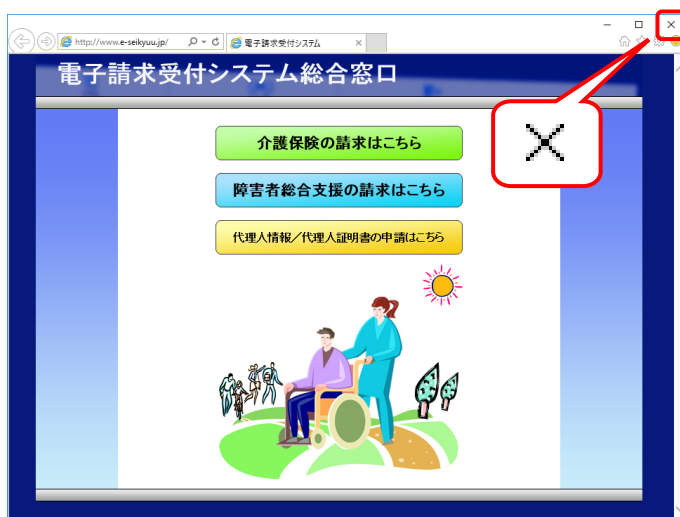 http://www.e-seikyuu.jp/
電子請求受付システム
電子請求受付システム総合窓口
介護保険の請求はこちら
障害者総合支援の請求はこちら
代理人情報／代理人証明書の申請はこちら